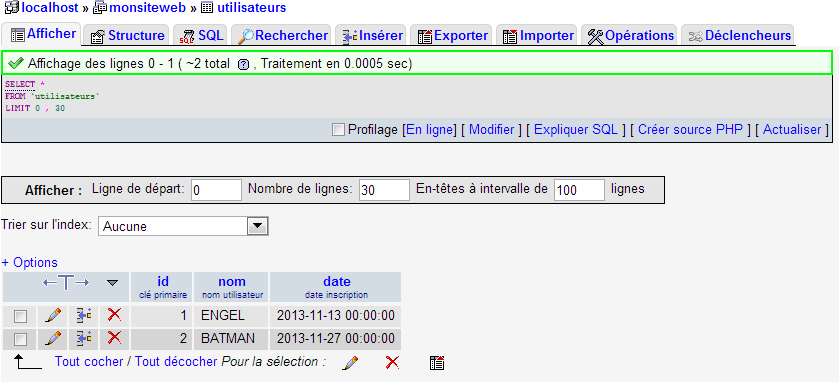 localhost » monsiteweb » utilisateurs
Afficher Structure SQL Rechercher Insérer Exporter Importer Opérations Déclencheurs
Affichage des lignes 0 - 1 ( ~2 total , Traitement en 0.0005 sec)
SELECT *
FROM `utilisateurs`
LIMIT 0 , 30
Profilage [En ligne] [ Modifier ] [ Expliquer SQL ] [ Créer source PHP ] [ Actualiser ]
Afficher : Ligne de départ: 0 Nombre de lignes: 30 En-têtes à intervalle de 100 lignes
Trier sur l'index: Aucune
+ Options
id nom date
clé primaire nom utilisateur date inscription
1 ENGEL 2013-11-13 00:00:00
2 BATMAN 2013-11-27 00:00:00
Tout cocher / Tout décocher Pour la sélection :